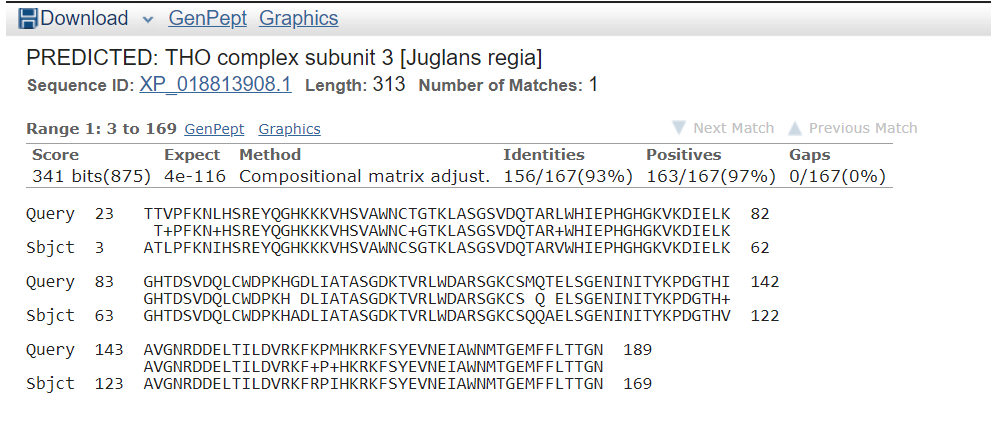 Download GenPept Graphics
PREDICTED: THO complex subunit 3 [Juglans regia]
Sequence ID: XP_018813908.1 Length: 313 Number of Matches: 1
Range 1: 3 to 169 GenPept Graphics Next Match Previous Match
Score Expect Method Identities Positives Gaps
341 bits(875) 4e-116 Compositional matrix adjust. 156/167(93%) 163/167(97%) 0/167(0%)
Query 23 TTVPFKNLHSREYQGHKKKVHSVAWNCTGTKLASGSVDQTARLWHIEPHGHGKVKDIELK 82
T+PFKN+HSREYQGHKKKVHSVAWNC+GTKLASGSVDQTAR+WHIEPHGHGKVKDIELK
Sbjct 3 ATLPFKNIHSREYQGHKKKVHSVAWNCSGTKLASGSVDQTARVWHIEPHGHGKVKDIELK 62
Query 83 GHTDSVDQLCWDPKHGDLIATASGDKTVRLWDARSGKCSMQTELSGENINITYKPDGTHI 142
GHTDSVDQLCWDPKH DLIATASGDKTVRLWDARSGKCS Q ELSGENINITYKPDGTH+
Sbjct 63 GHTDSVDQLCWDPKHADLIATASGDKTVRLWDARSGKCSQQAELSGENINITYKPDGTHV 122
Query 143 AVGNRDDELTILDVRKFKPMHKRKFSYEVNEIAWNMTGEMFFLTTGN 189
AVGNRDDELTILDVRKF+P+HKRKFSYEVNEIAWNMTGEMFFLTTGN
Sbjct 123 AVGNRDDELTILDVRKFRPIHKRKFSYEVNEIAWNMTGEMFFLTTGN 169